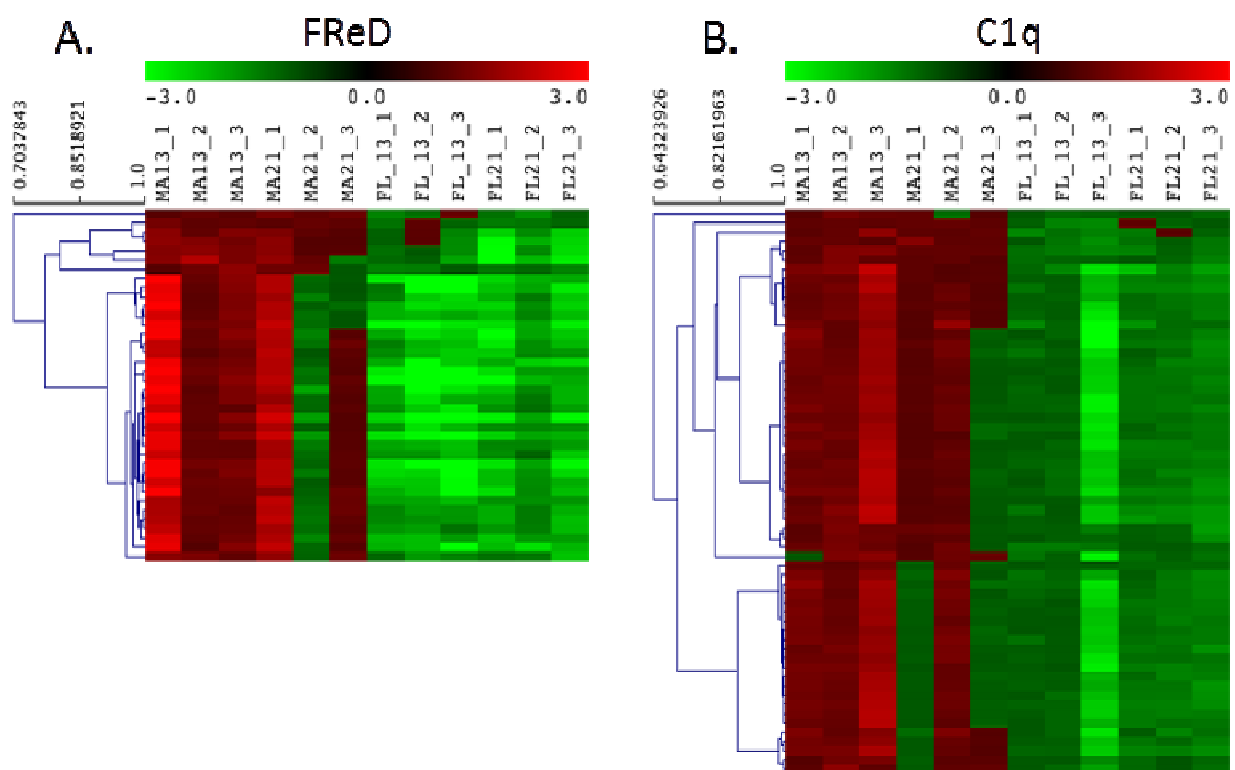 A.
FReD
-3.0 0.0 3.0
0.7037843
0.8518921
1.0
MA13_1
MA13_2
MA13_3
MA21_1
MA21_2
MA21_3
FL_13_1
FL_13_2
FL_13_3
FL21_1
FL21_2
FL21_3
B.
C1q
-3.0 0.0 3.0
0.64323926
0.82161963
1.0
MA13_1
MA13_2
MA13_3
MA21_1
MA21_2
MA21_3
FL_13_1
FL_13_2
FL_13_3
FL21_1
FL21_2
FL21_3